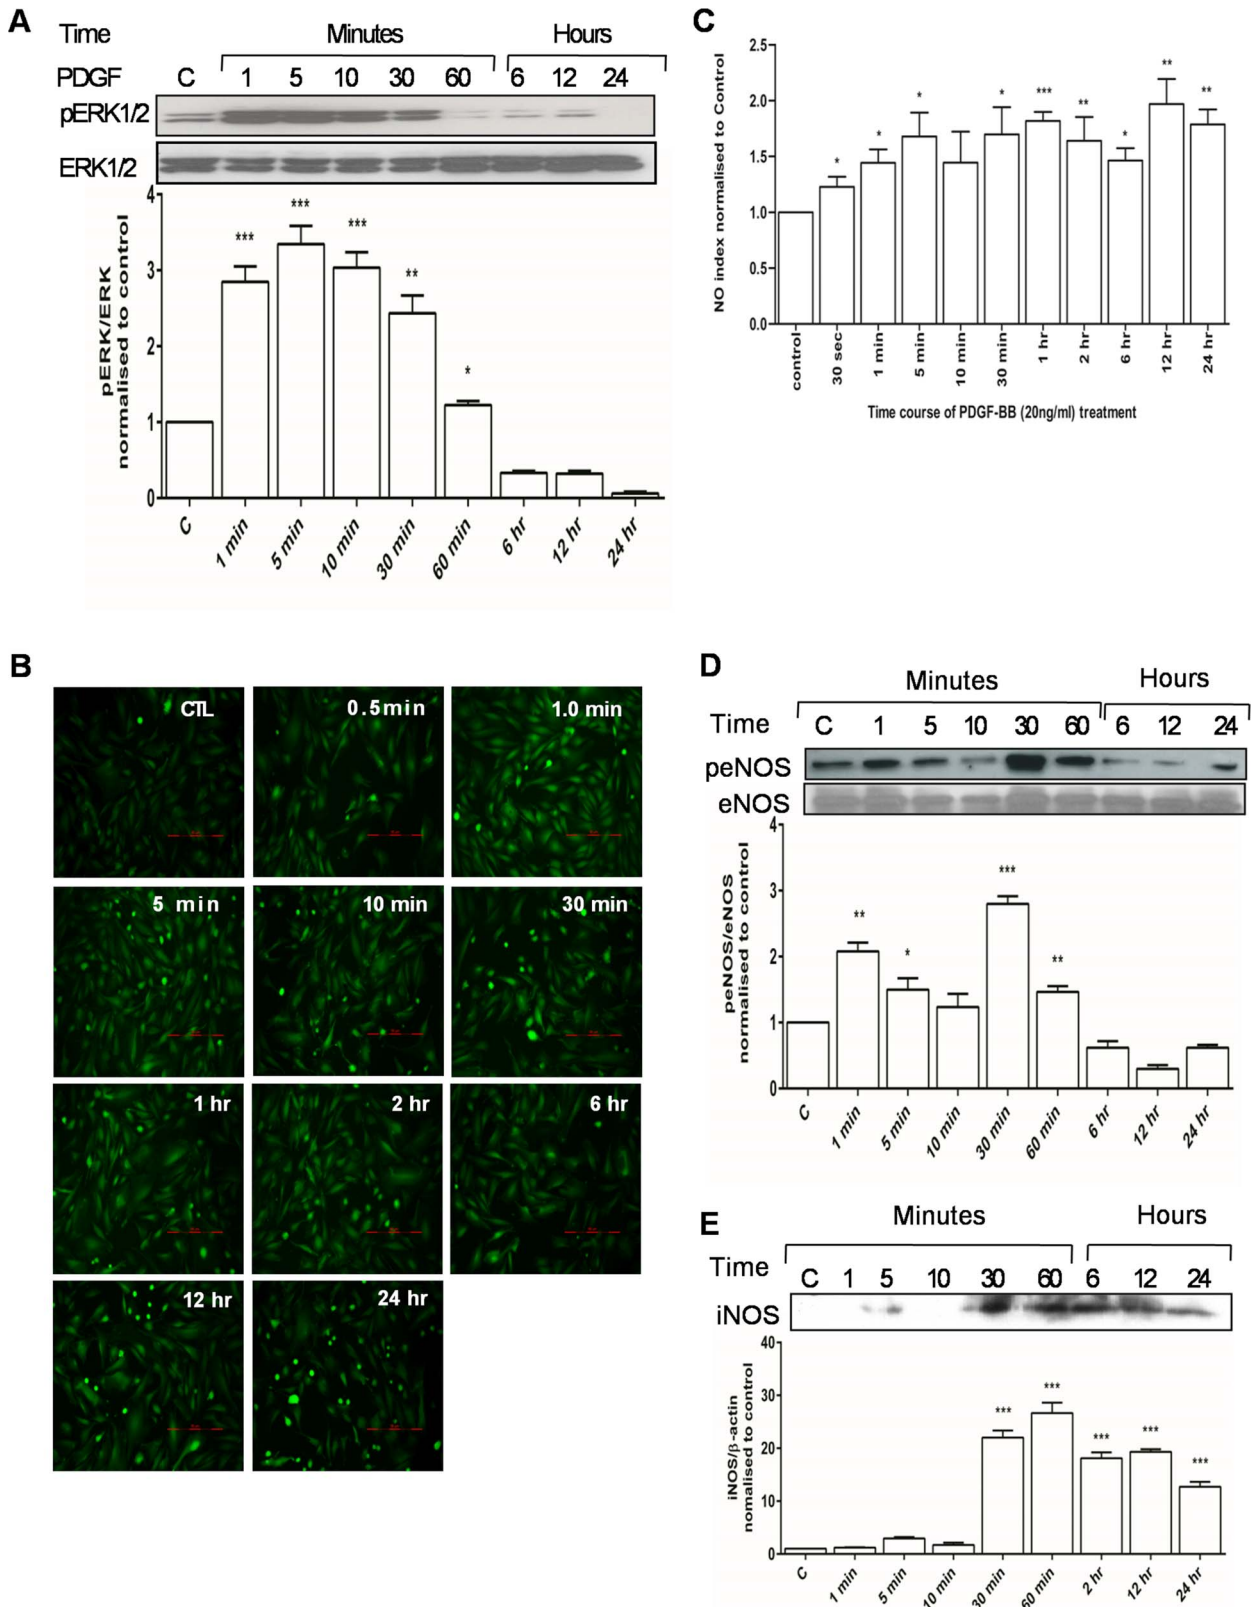 A
Time Minutes Hours
PDGF C 1 5 10 30 60 6 12 24
pERK1/2
ERK1/2
pERK/ERK
normalised to control
4
3
2
1
0
***
***
***
**
*
C
1 min
5 min
10 min
30 min
60 min
6 hr
12 hr
24 hr
B
CTL
0.5min
1.0 min
5 min
10 min
30 min
1 hr
2 hr
6 hr
12 hr
24 hr
C
NO index normalised to Control
2.5
2.0
1.5
1.0
0.5
0.0
*
*
*
*
***
**
*
**
**
control
30 sec
1 min
5 min
10 min
30 min
1 hr
2 hr
6 hr
12 hr
24 hr
Time course of PDGF-BB (20ng/ml) treatment
D
Minutes Hours
Time C 1 5 10 30 60 6 12 24
peNOS
eNOS
peNOS/eNOS
normalised to control
4
3
2
1
0
**
*
***
**
C
1 min
5 min
10 min
30 min
60 min
6 hr
12 hr
24 hr
E
Minutes Hours
Time C 1 5 10 30 60 6 12 24
iNOS
iNOS/β-actin
nomalised to control
40
30
20
10
0
***
***
***
***
***
C
1 min
5 min
10 min
30 min
60 min
2 hr
12 hr
24 hr